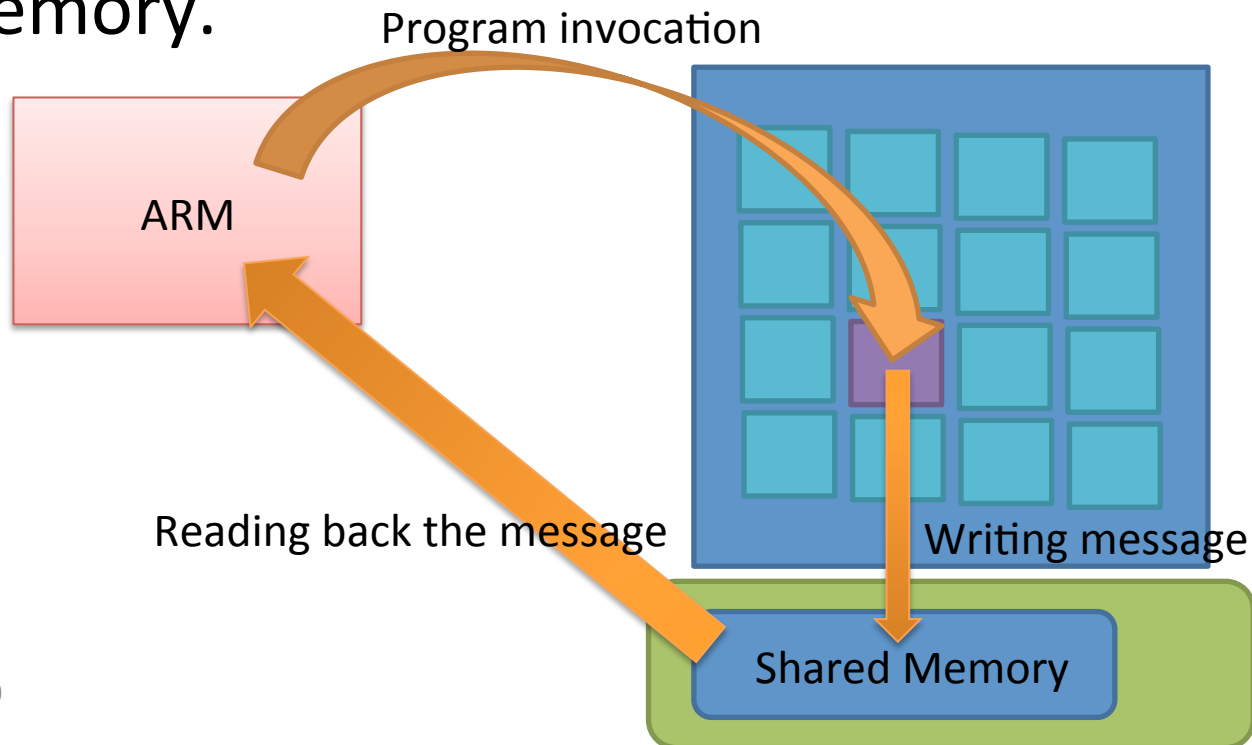 emory.
Program invocation
ARM
Reading back the message
Writing message
Shared Memory